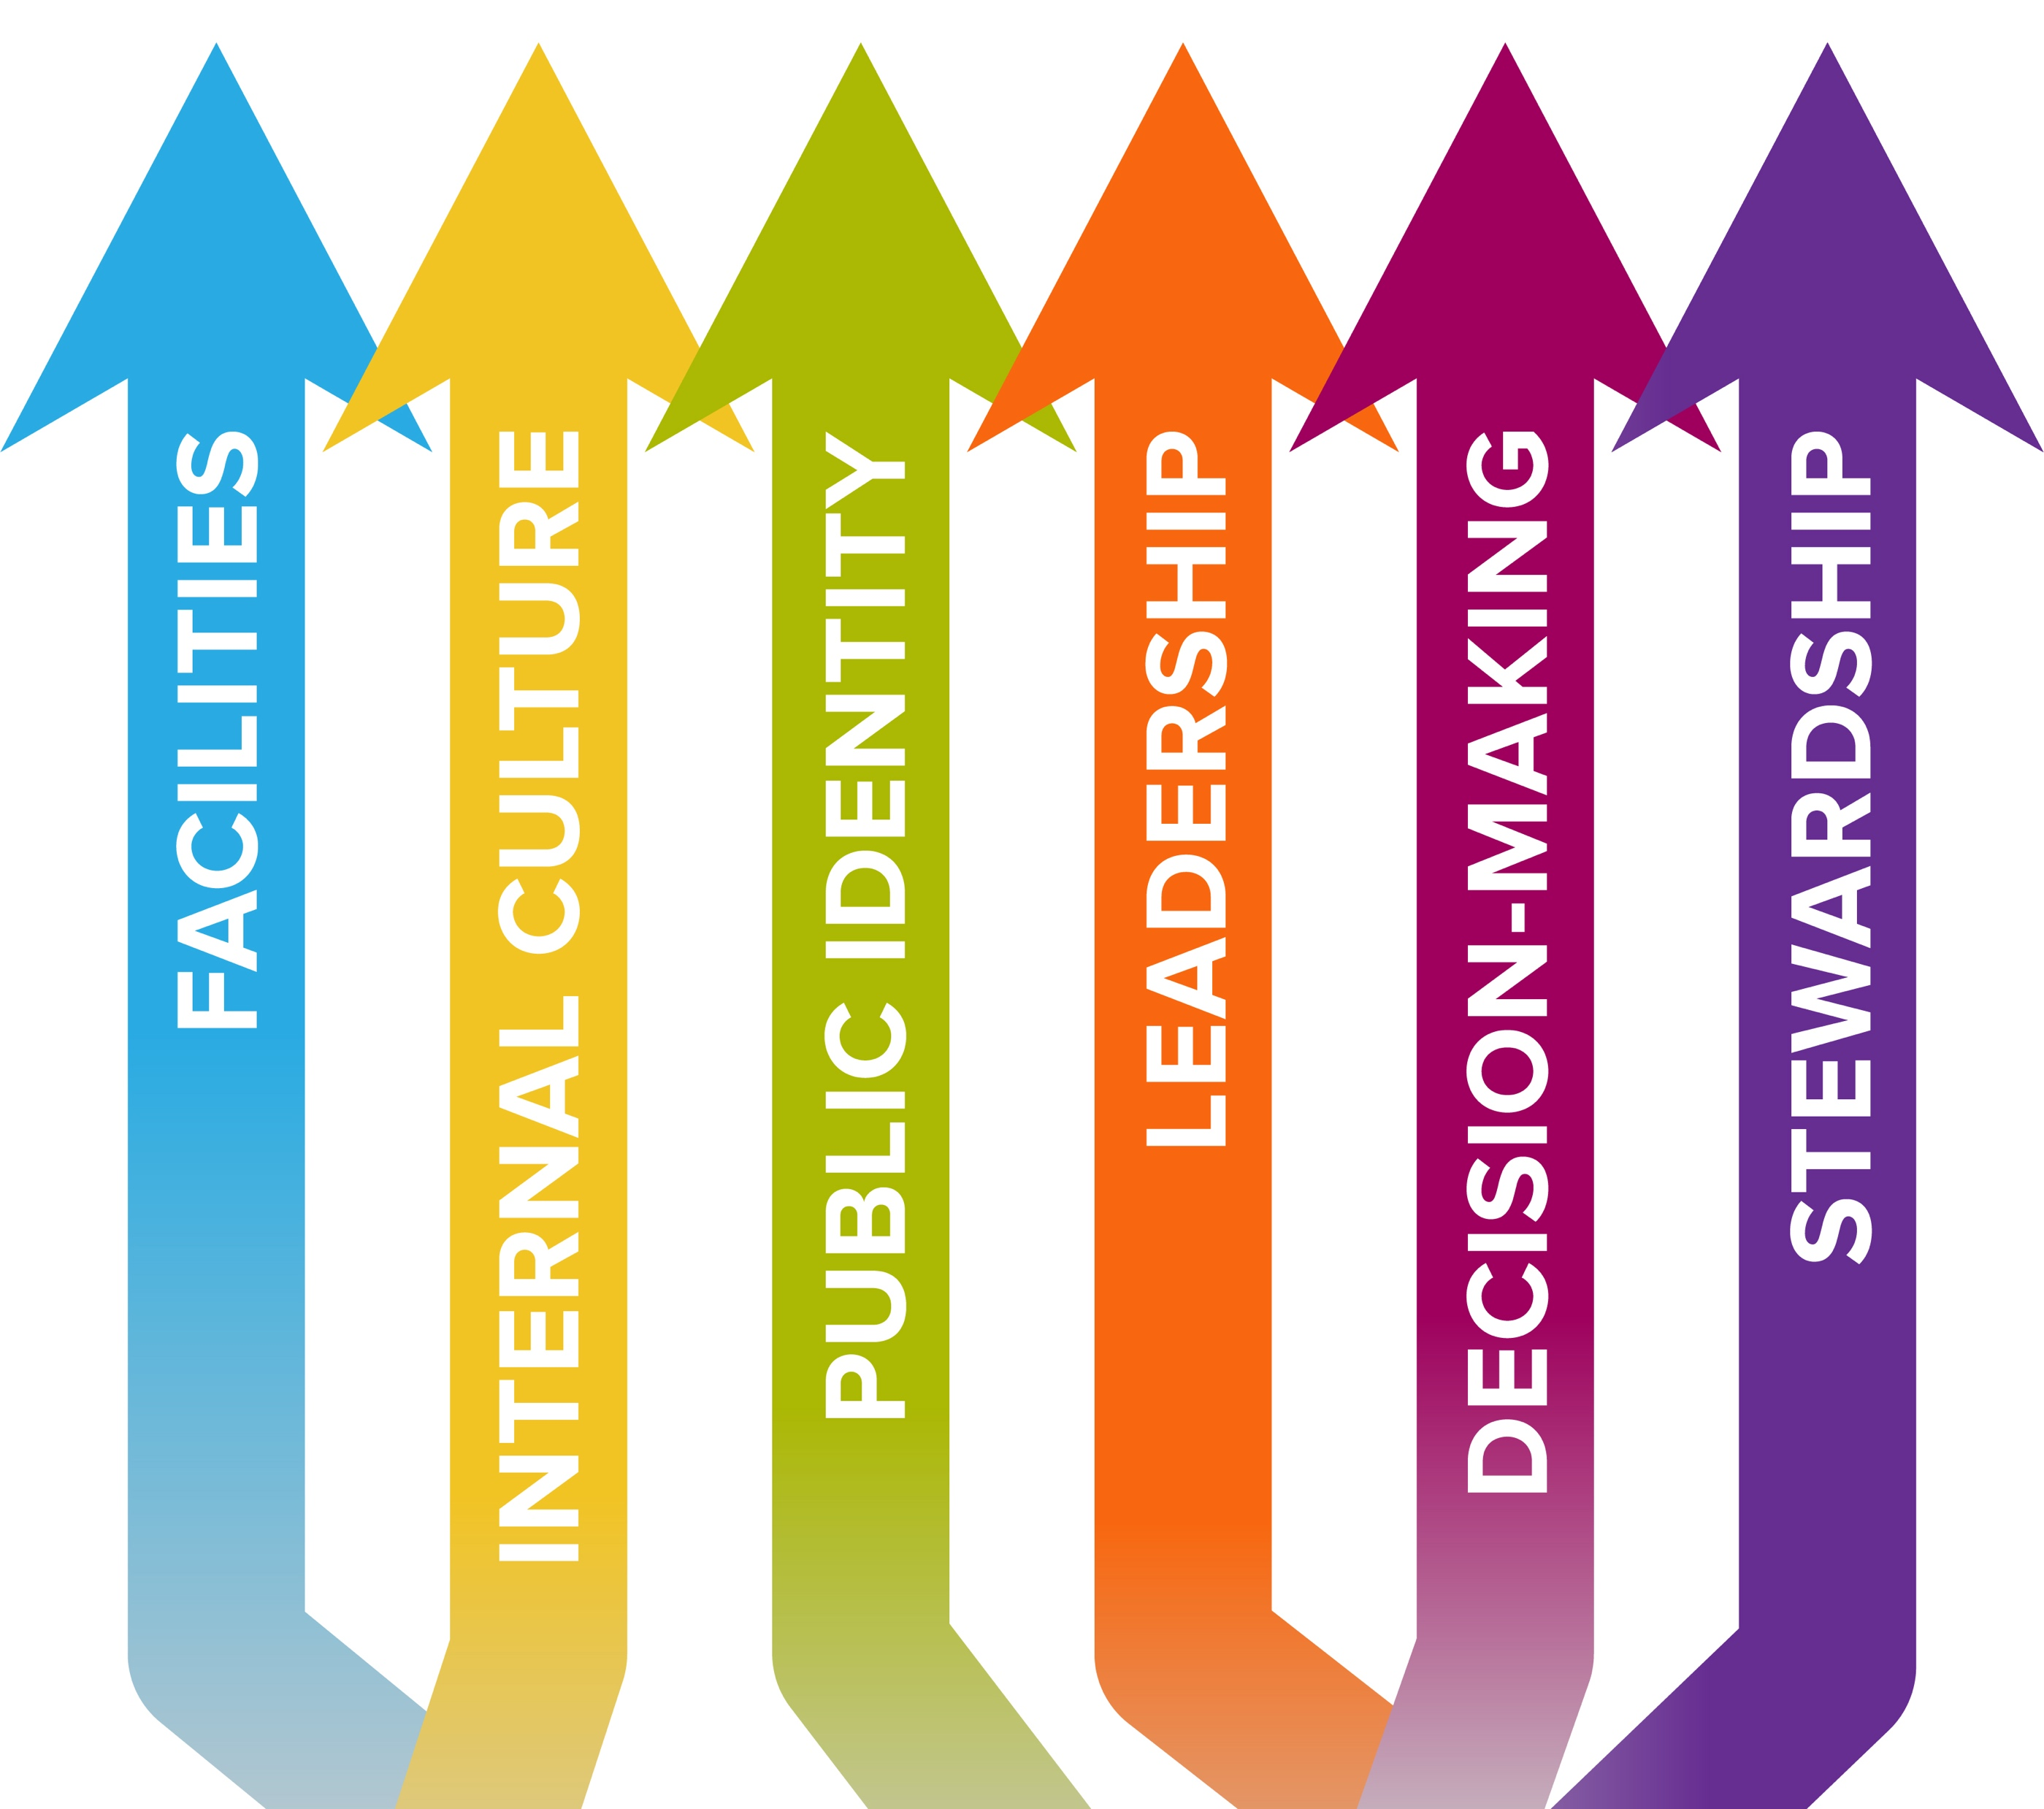 FACILITIES
INTERNAL CULTURE
PUBLIC IDENTITY
LEADERSHIP
DECISION-MAKING
STEWARDSHIP